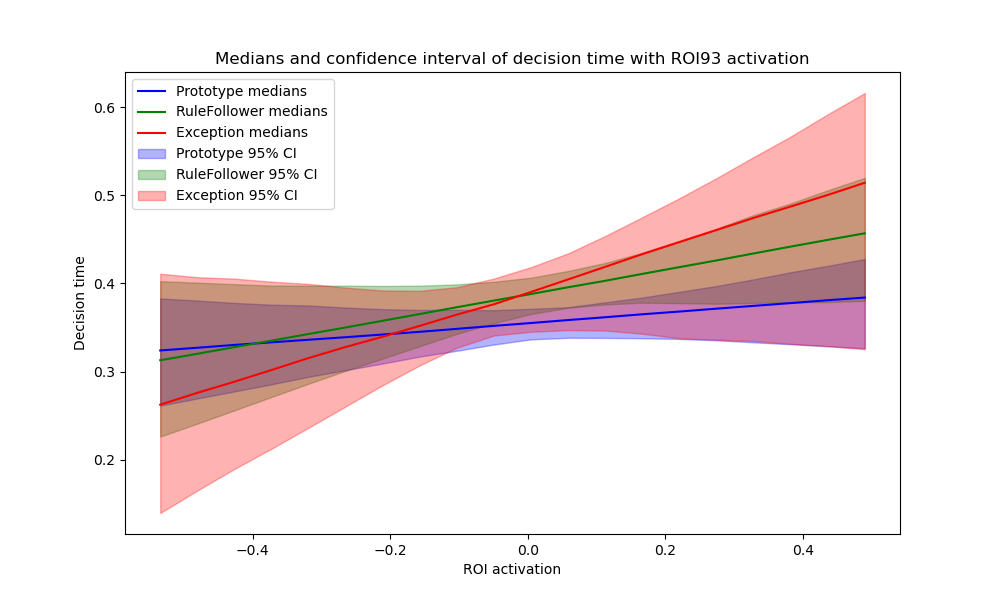 Medians and confidence interval of decision time with ROI93 activation
Prototype medians
RuleFollower medians
Exception medians
Prototype 95% CI
RuleFollower 95% CI
Exception 95% CI
Decision time
0.6
0.5
0.4
0.3
0.2
−0.4
−0.2
0.0
0.2
0.4
ROI activation